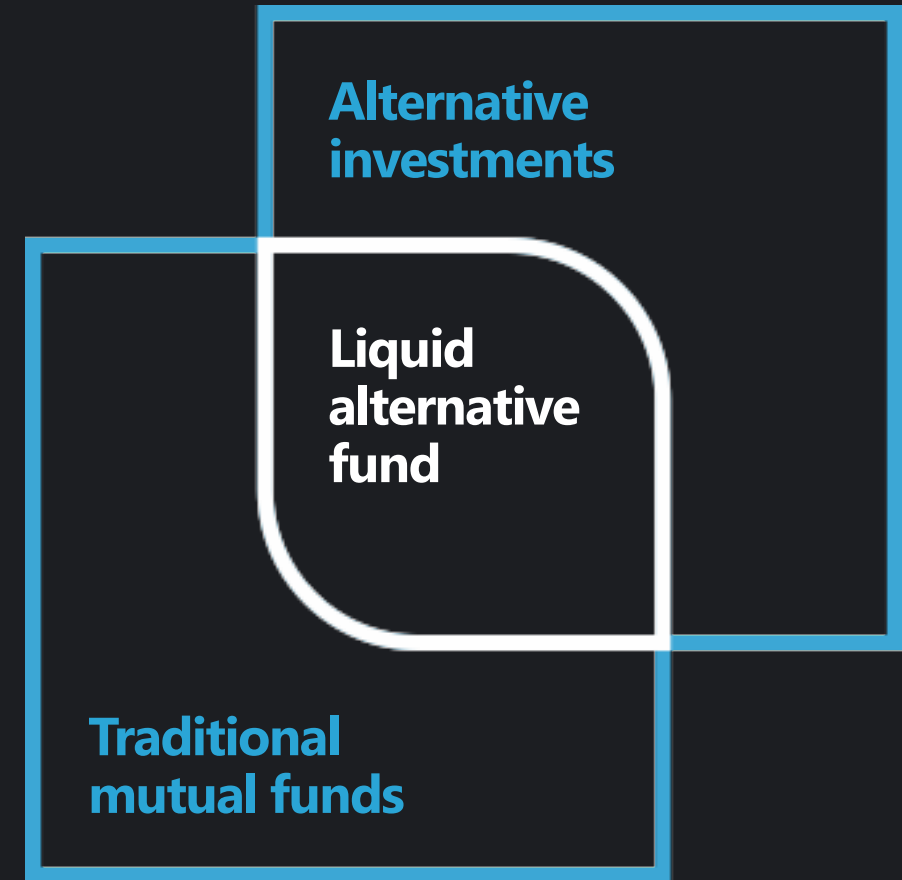 Alternative
investments
Liquid
alternative
fund
Traditional
mutual funds